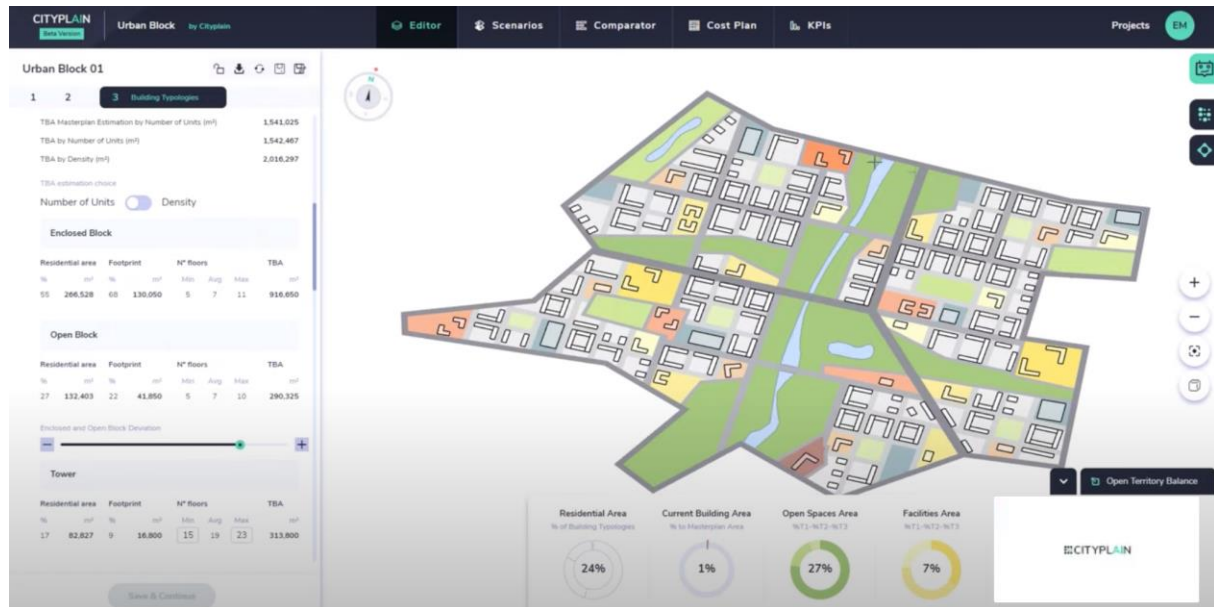 CITYPLAIN
Beta Version
Urban Block by Cityplain
Editor
Scenarios
Comparator
Cost Plan
KPIs
Projects
EM
Urban Block 01
1 2 3 Building Typologies
TBA Masterplan Estimation by Number of Units (m²) 1,541,025
TBA by Number of Units (m²) 1,542,467
TBA by Density (m²) 2,016,297
TBA estimation choice
Number of Units Density
Enclosed Block
Residential area Footprint N° floors TBA
% m² % m² Min Avg Max m²
55 266,528 68 130,050 5 7 11 916,650
Open Block
Residential area Footprint N° floors TBA
% m² % m² Min Avg Max m²
27 132,403 22 41,850 5 7 10 290,325
Enclosed and Open Block Deviation
− +
Tower
Residential area Footprint N° floors TBA
% m² % m² Min Avg Max m²
17 82,827 9 16,800 15 19 23 313,800
Save & Continue
N
+
−
Open Territory Balance
Residential Area
% of Building Typologies
24%
Current Building Area
% to Masterplan Area
1%
Open Spaces Area
%T1-%T2-%T3
27%
Facilities Area
%T1-%T2-%T3
7%
CITYPLAIN